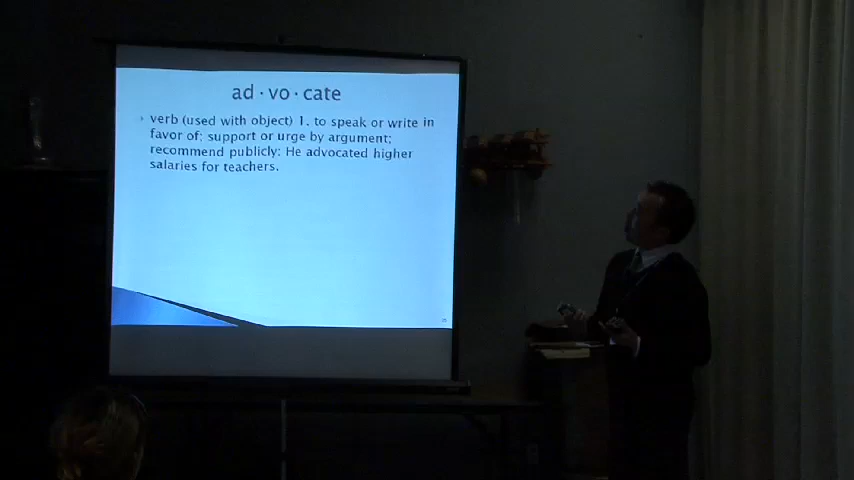 ad · vo · cate
verb (used with object) 1. to speak or write in
favor of; support or urge by argument;
recommend publicly: He advocated higher
salaries for teachers.